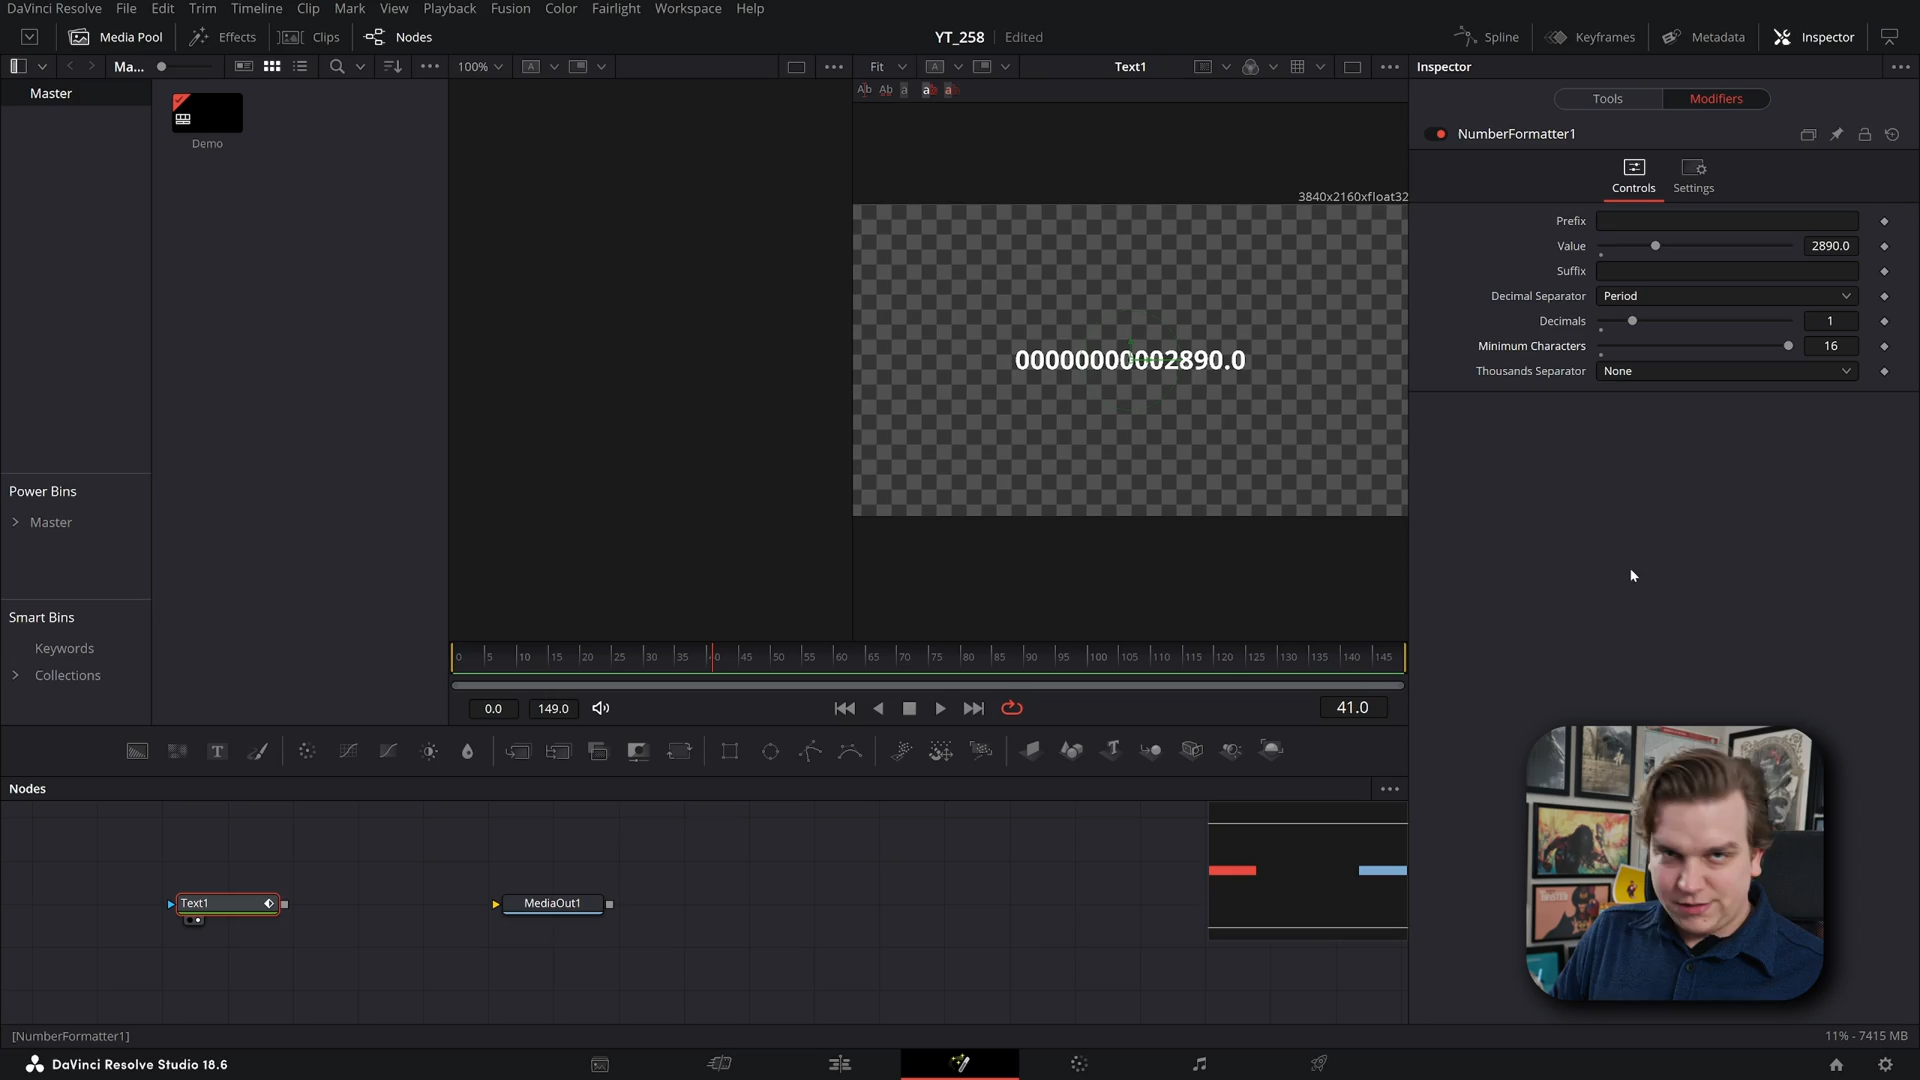 DaVinci Resolve File Edit Trim Timeline Clip Mark View Playback Fusion Color Fairlight Workspace Help
Media Pool Effects Clips Nodes YT_258 Edited Spline Keyframes Metadata Inspector
Ma... 100% Fit Text1 Inspector
Master
Demo
Tools Modifiers
NumberFormatter1
Controls Settings
3840x2160xfloat32
Prefix
Value 2890.0
Suffix
Decimal Separator Period
Decimals 1
Minimum Characters 16
Thousands Separator None
00000000002890.0
Power Bins
Master
Smart Bins
Keywords
Collections
0 5 10 15 20 25 30 35 45 50 55 60 65 70 75 80 85 90 95 100 105 110 115 120 125 130 135 140 145
0.0 149.0 41.0
Nodes
Text1 MediaOut1
[NumberFormatter1] 11% - 7415 MB
DaVinci Resolve Studio 18.6